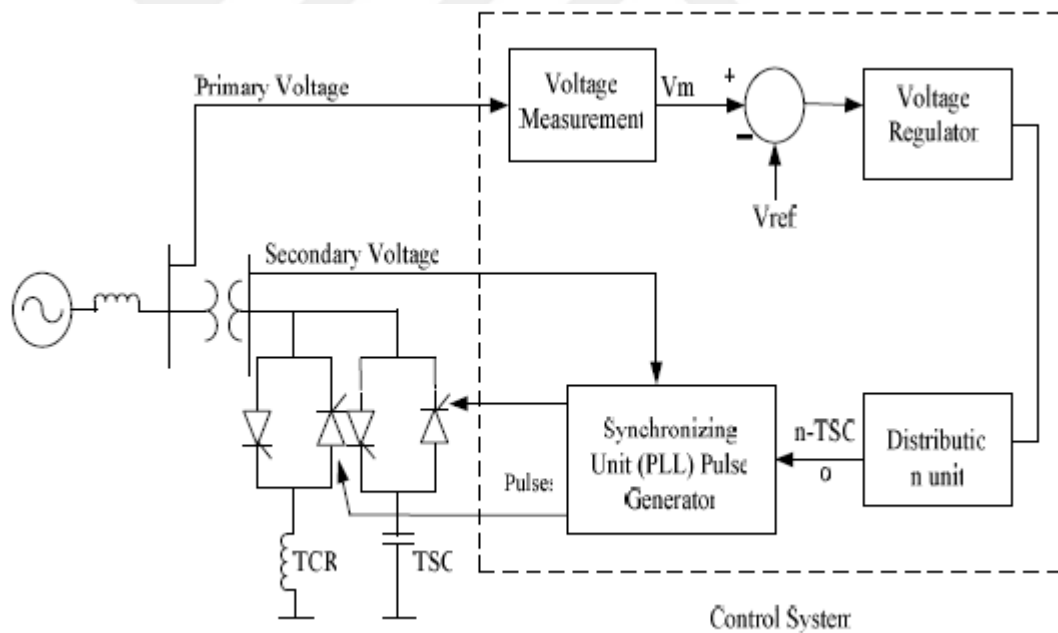 Primary Voltage
Voltage
Measurement
Vm
+
-
Vref
Voltage
Regulator
Secondary Voltage
Synchronizing
Unit (PLL) Pulse
Generator
n-TSC
o
Distributic
n unit
Pulses
TCR
TSC
Control System